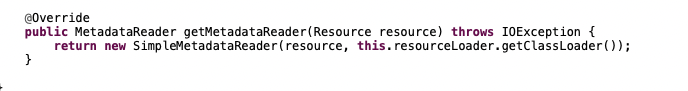 @Override
public MetadataReader getMetadataReader(Resource resource) throws IOException {
    return new SimpleMetadataReader(resource, this.resourceLoader.getClassLoader());
}
}